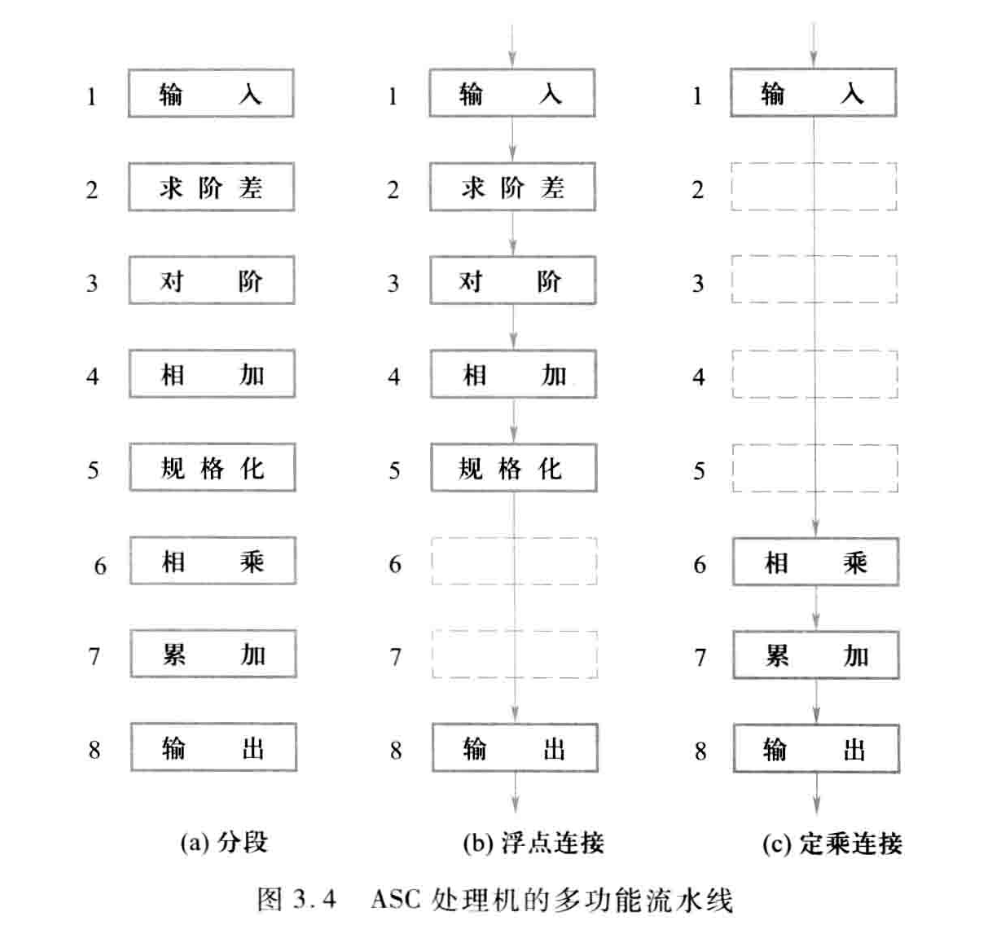 1 输入 1 输入 1 输入
2 求阶差 2 求阶差 2
3 对阶 3 对阶 3
4 相加 4 相加 4
5 规格化 5 规格化 5
6 相乘 6 6 相乘
7 累加 7 7 累加
8 输出 8 输出 8 输出
(a) 分段 (b) 浮点连接 (c) 定乘连接
图 3.4 ASC 处理机的多功能流水线